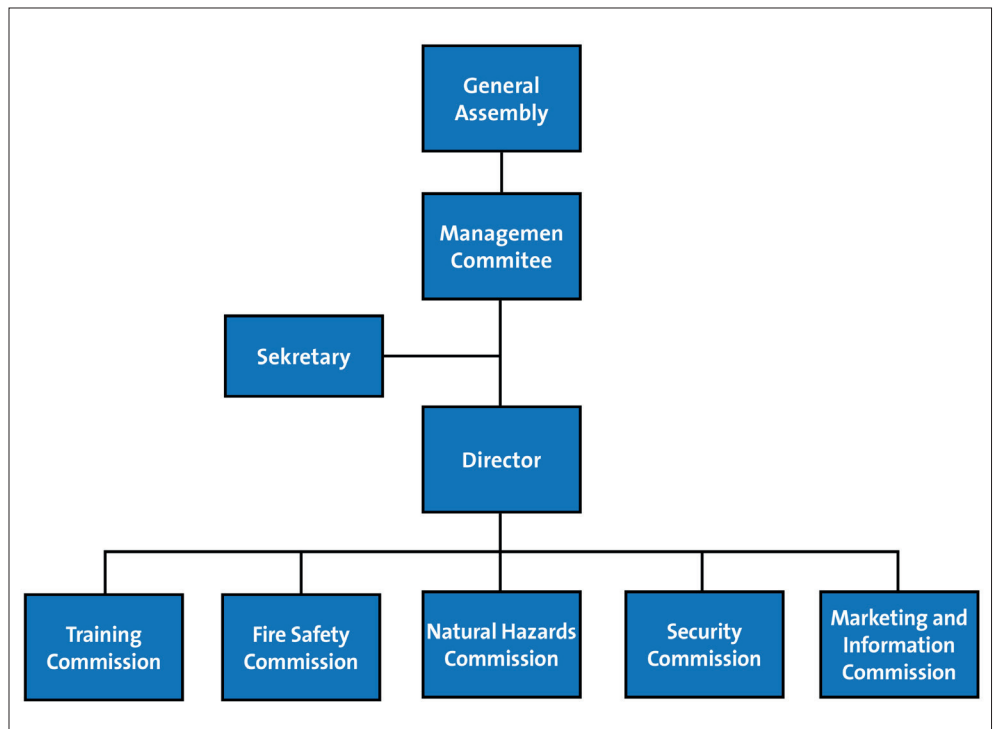 General
Assembly
Managemen
Commitee
Sekretary
Director
Training
Commission
Fire Safety
Commission
Natural Hazards
Commission
Security
Commission
Marketing and
Information
Commission